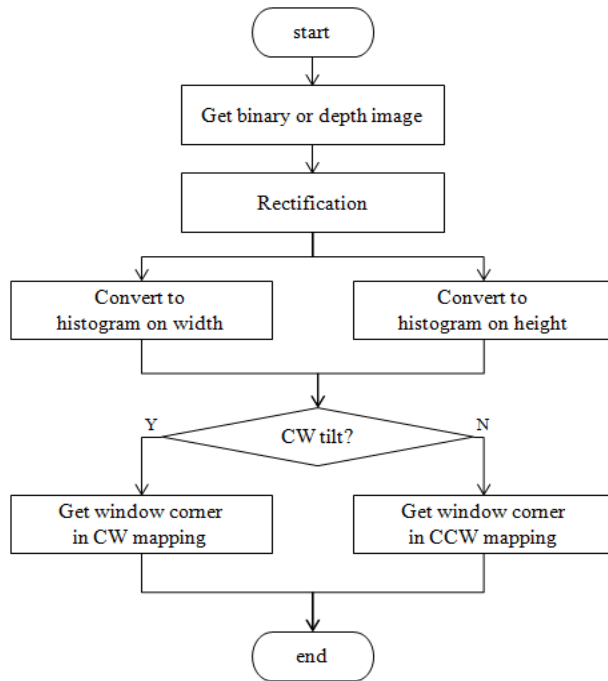 start
Get binary or depth image
Rectification
Convert to
histogram on width
Convert to
histogram on height
CW tilt?
Y
N
Get window corner
in CW mapping
Get window corner
in CCW mapping
end